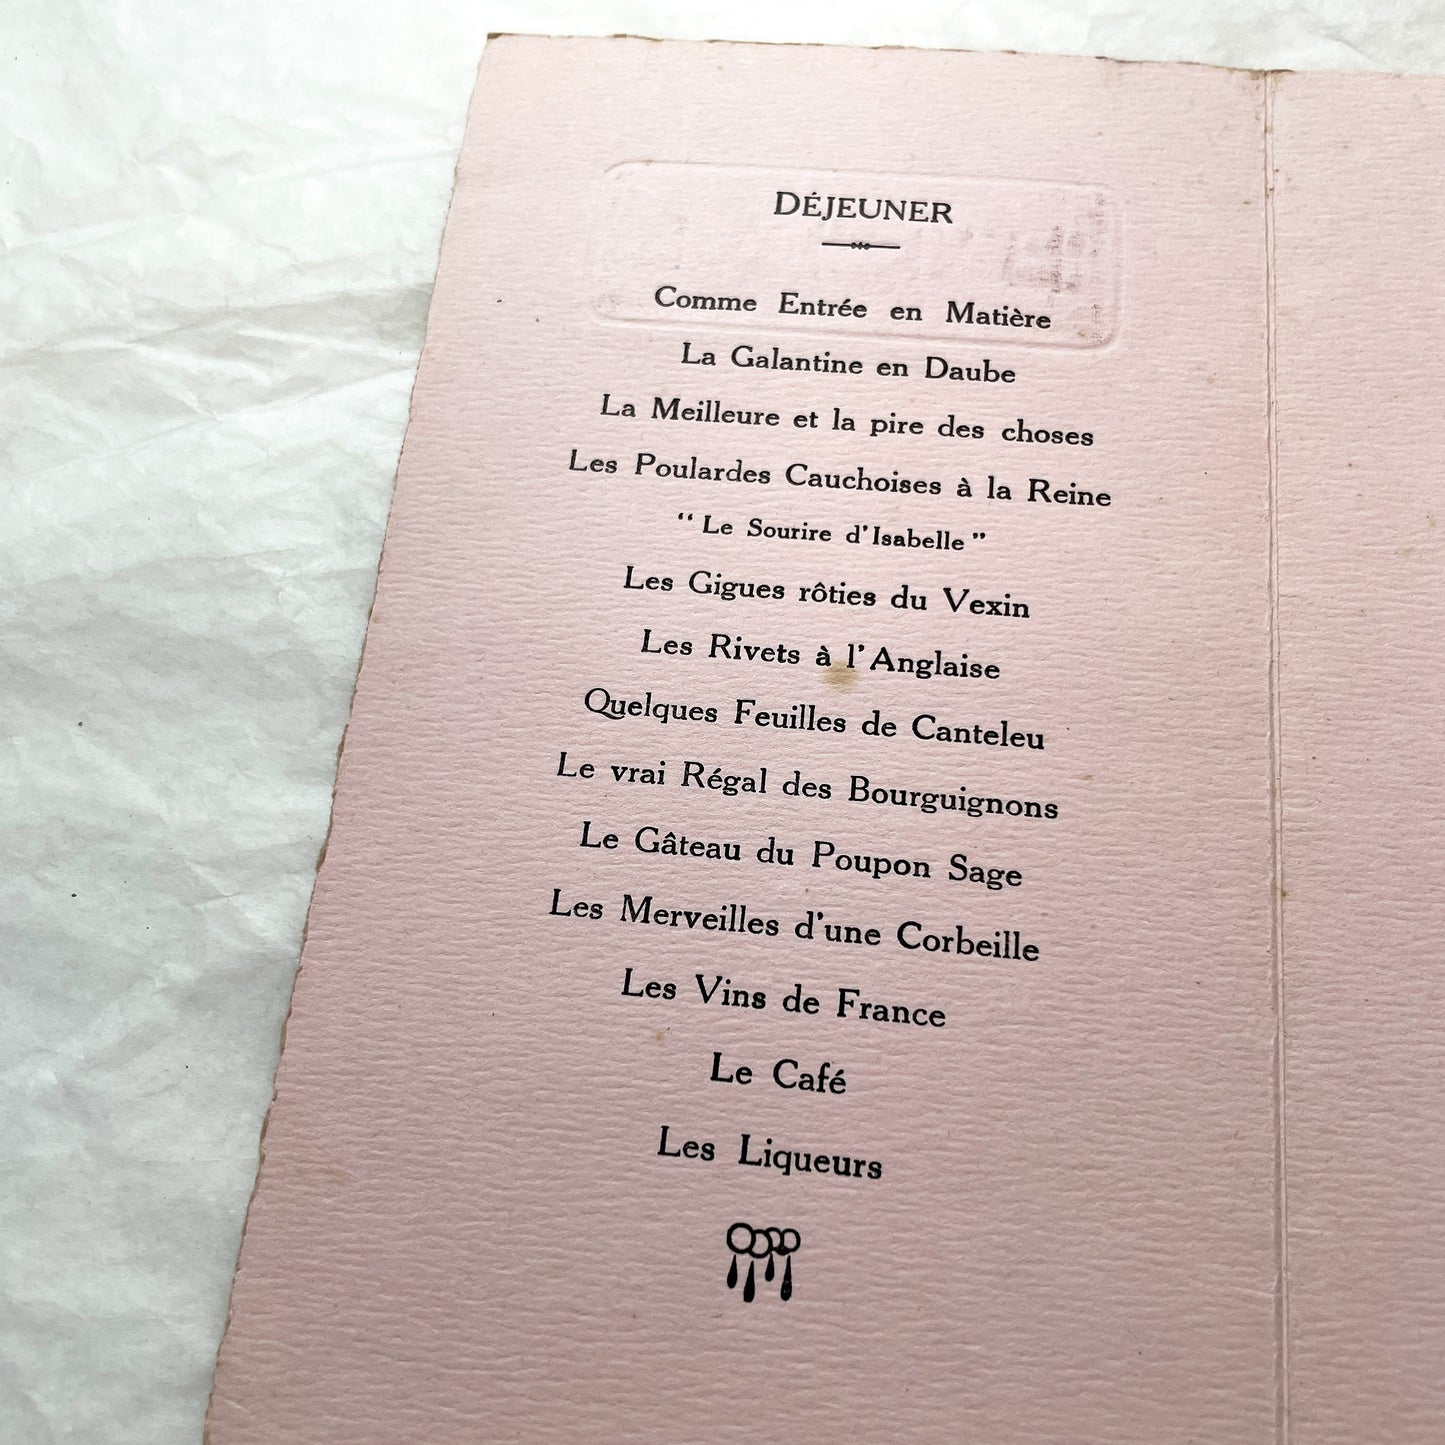 DÉJEUNER
Comme Entrée en Matière
La Galantine en Daube
La Meilleure et la pire des choses
Les Poulardes Cauchoises à la Reine
“ Le Sourire d'Isabelle ”
Les Gigues rôties du Vexin
Les Rivets à l'Anglaise
Quelques Feuilles de Canteleu
Le vrai Régal des Bourguignons
Le Gâteau du Poupon Sage
Les Merveilles d'une Corbeille
Les Vins de France
Le Café
Les Liqueurs